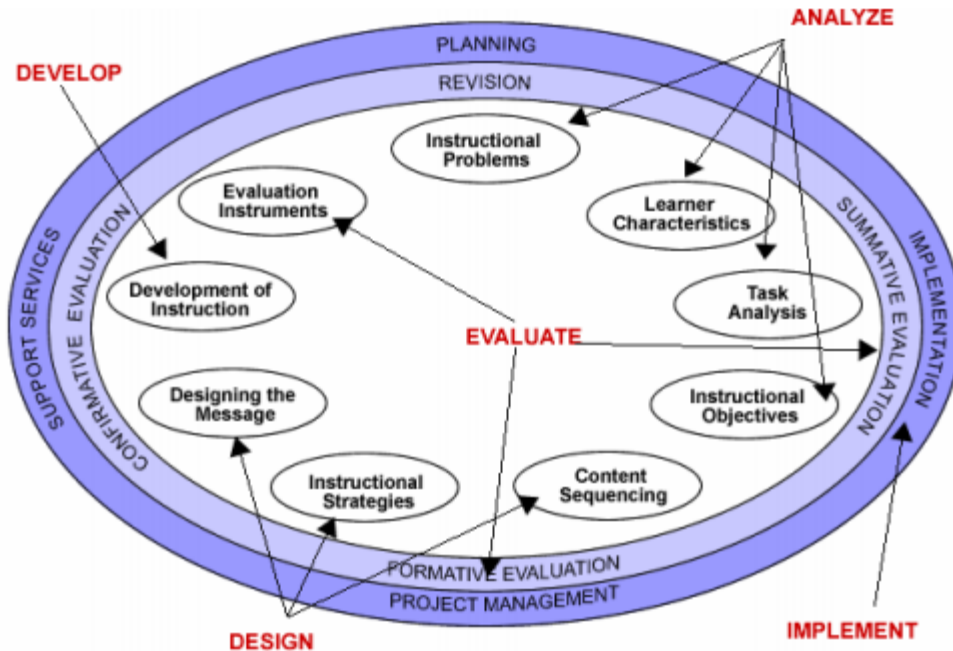 ANALYZE
PLANNING
DEVELOP
REVISION
Instructional
Problems
Evaluation
Instruments
Learner
Characteristics
SUPPORT SERVICES
CONFIRMATIVE EVALUATION
SUMMATIVE EVALUATION
IMPLEMENTATION
Development of
Instruction
Task
Analysis
EVALUATE
Designing the
Message
Instructional
Objectives
Instructional
Strategies
Content
Sequencing
FORMATIVE EVALUATION
PROJECT MANAGEMENT
DESIGN
IMPLEMENT